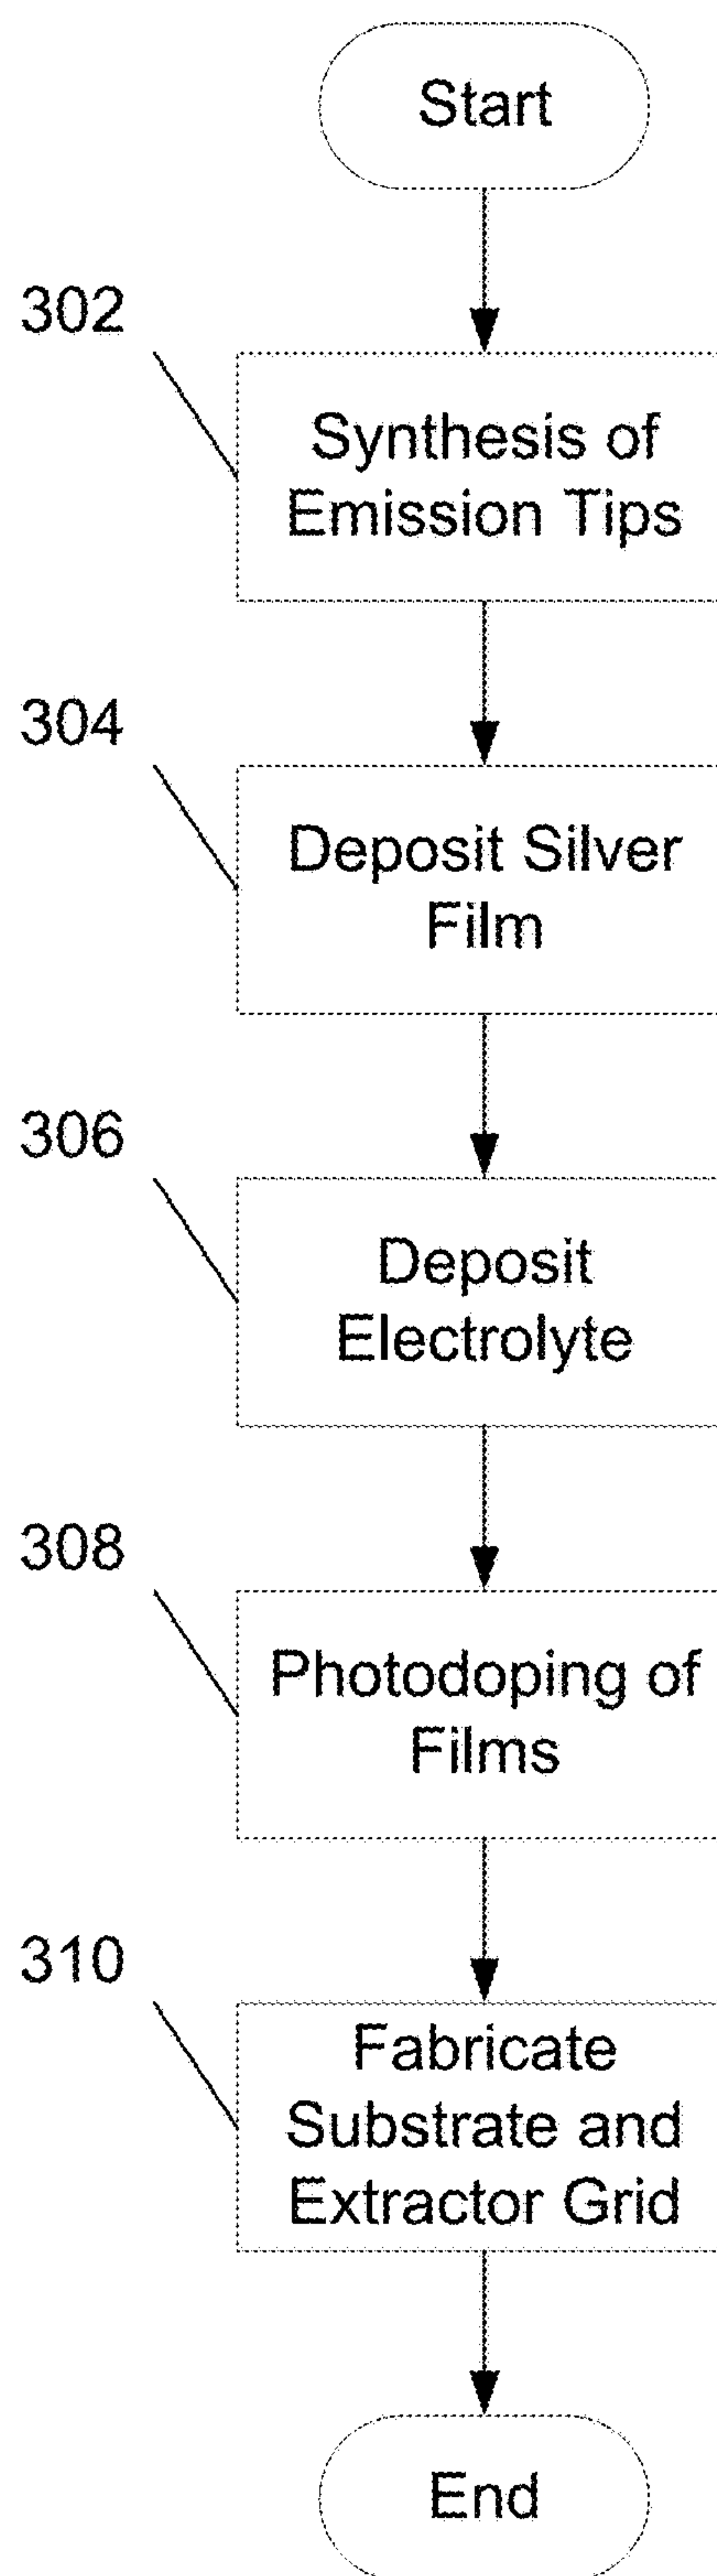 Start
302
Synthesis of
Emission Tips
304
Deposit Silver
Film
306
Deposit
Electrolyte
308
Photodoping of
Films
310
Fabricate
Substrate and
Extractor Grid
End